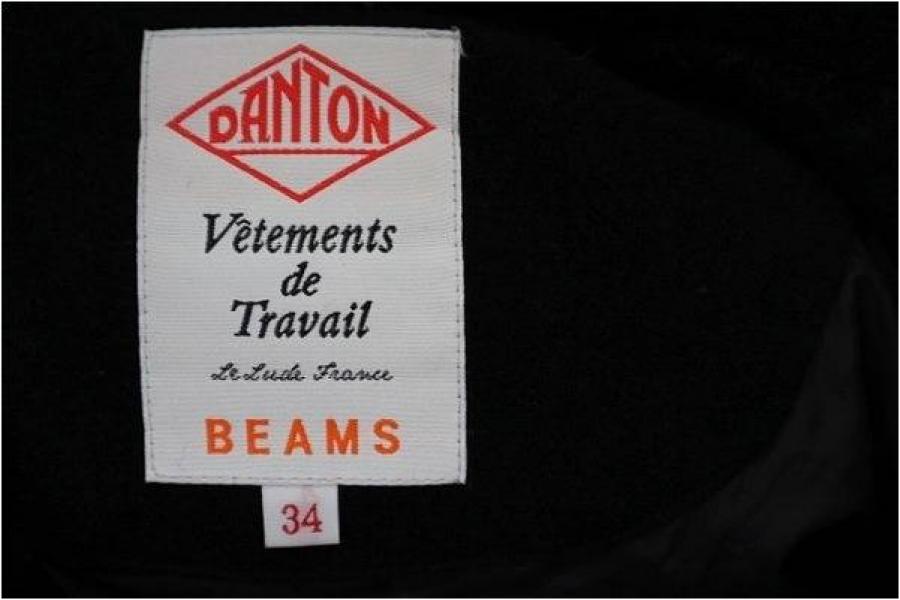 DANTON
Vêtements
de
Travail
Le Lude France
BEAMS
34